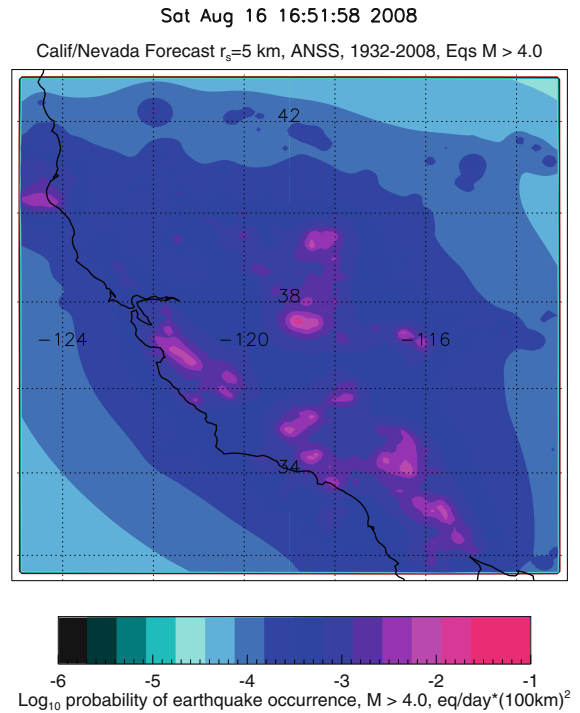 Sat Aug 16 16:51:58 2008
Calif/Nevada Forecast rₛ=5 km, ANSS, 1932-2008, Eqs M > 4.0
42
38
-124 -120 -116
34
-6 -5 -4 -3 -2 -1
Log₁₀ probability of earthquake occurrence, M > 4.0, eq/day*(100km)²